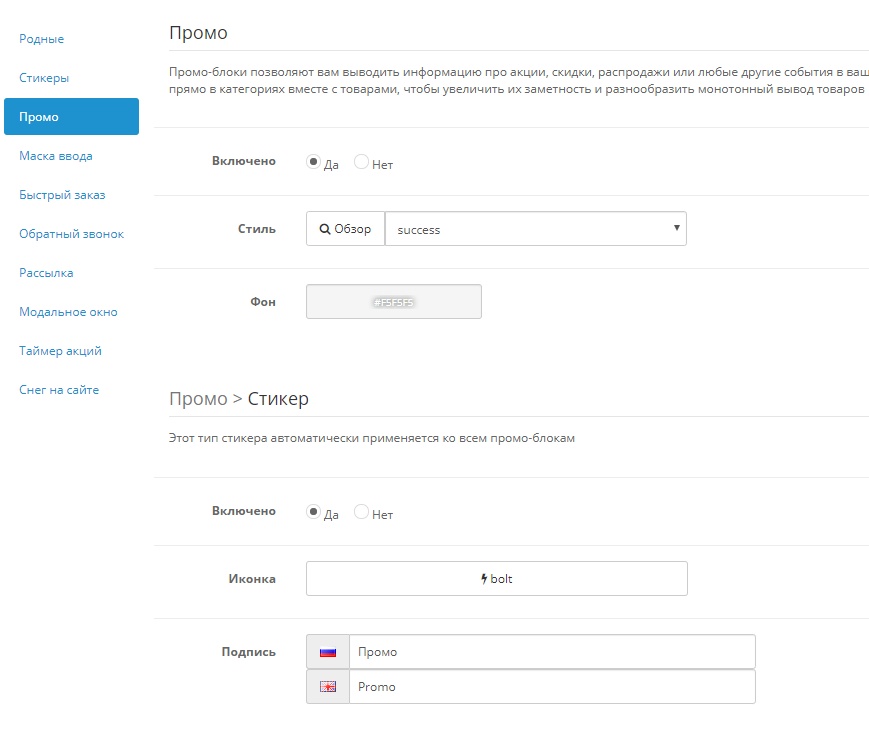 Родные
Стикеры
Промо
Маска ввода
Быстрый заказ
Обратный звонок
Рассылка
Модальное окно
Таймер акций
Снег на сайте
Промо
Промо-блоки позволяют вам выводить информацию про акции, скидки, распродажи или любые другие события в ваш
прямо в категориях вместе с товарами, чтобы увеличить их заметность и разнообразить монотонный вывод товаров
Включено Да Нет
Стиль Обзор success
Фон #F5F5F5
Промо > Стикер
Этот тип стикера автоматически применяется ко всем промо-блокам
Включено Да Нет
Иконка bolt
Подпись Промо
Promo